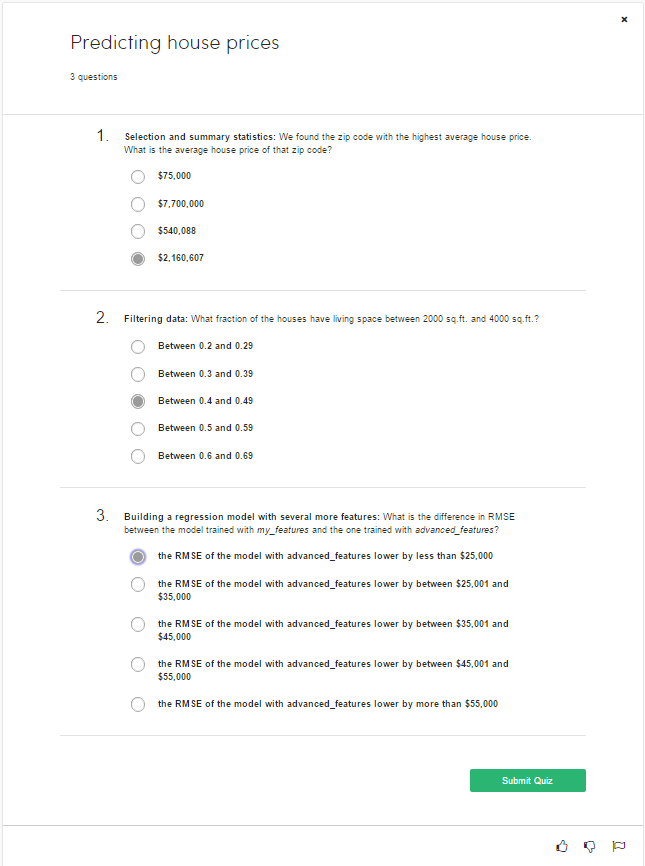 ×
Predicting house prices
3 questions
1. Selection and summary statistics: We found the zip code with the highest average house price.
What is the average house price of that zip code?
$75,000
$7,700,000
$540,088
$2,160,607
2. Filtering data: What fraction of the houses have living space between 2000 sq.ft. and 4000 sq.ft.?
Between 0.2 and 0.29
Between 0.3 and 0.39
Between 0.4 and 0.49
Between 0.5 and 0.59
Between 0.6 and 0.69
3. Building a regression model with several more features: What is the difference in RMSE
between the model trained with my_features and the one trained with advanced_features?
the RMSE of the model with advanced_features lower by less than $25,000
the RMSE of the model with advanced_features lower by between $25,001 and
$35,000
the RMSE of the model with advanced_features lower by between $35,001 and
$45,000
the RMSE of the model with advanced_features lower by between $45,001 and
$55,000
the RMSE of the model with advanced_features lower by more than $55,000
Submit Quiz